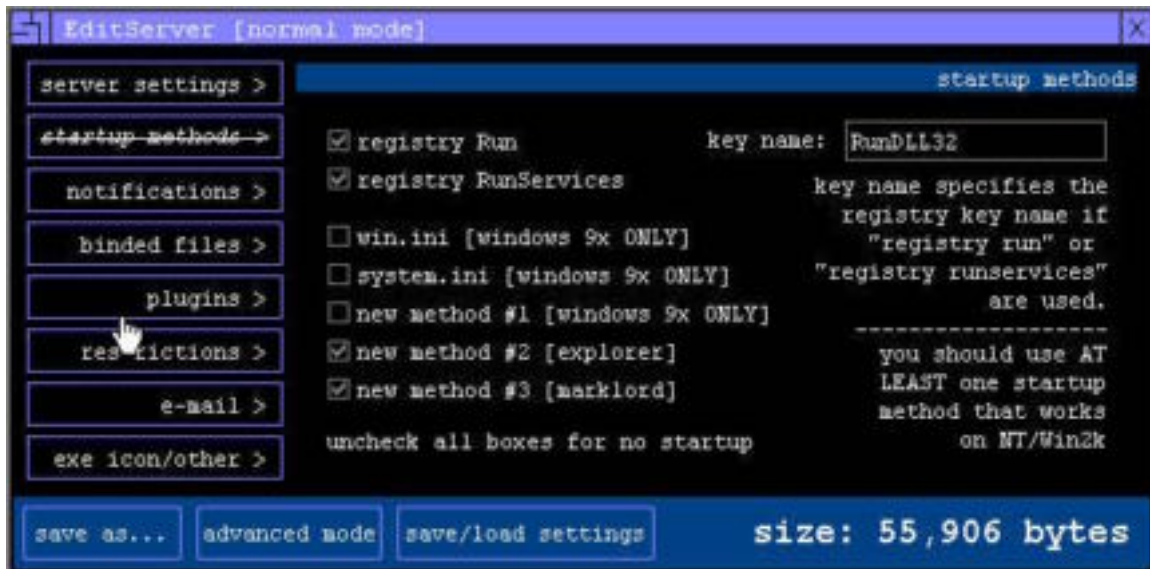 EditServer [normal mode]
server settings >
startup methods >
notifications >
binded files >
plugins >
restrictions >
e-mail >
exe icon/other >
startup methods
registry Run
registry RunServices
win.ini [windows 9x ONLY]
system.ini [windows 9x ONLY]
new method #1 [windows 9x ONLY]
new method #2 [explorer]
new method #3 [marklord]
uncheck all boxes for no startup
key name: RunDLL32
key name specifies the
registry key name if
"registry run" or
"registry runservices"
are used.
-------------------
you should use AT
LEAST one startup
method that works
on NT/Win2k
save as...
advanced mode
save/load settings
size: 55,906 bytes